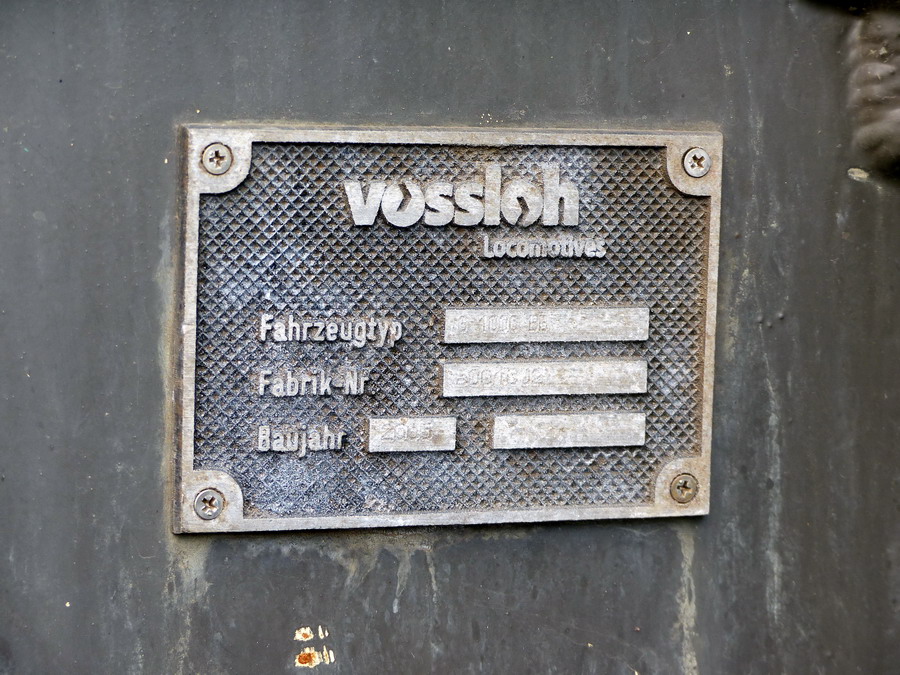 vossloh
Locomotives
Fahrzeugtyp
Fabrik-Nr
Baujahr 2005